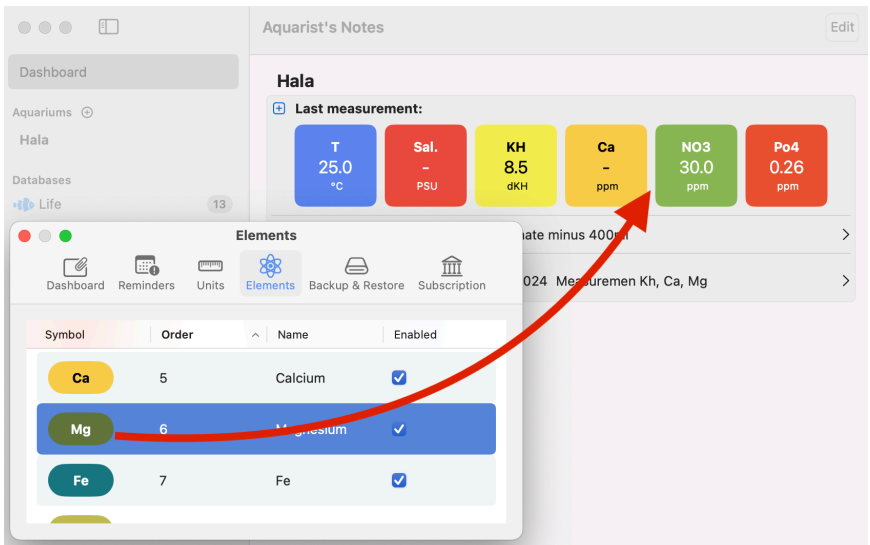 Aquarist's Notes
Edit
Dashboard
Aquariums
Hala
Databases
Life
13
Hala
Last measurement:
T
25.0
°C
Sal.
-
PSU
KH
8.5
dKH
Ca
-
ppm
NO3
30.0
ppm
Po4
0.26
ppm
minus 400ml
024 Measuremen Kh, Ca, Mg
Elements
Dashboard
Reminders
Units
Elements
Backup & Restore
Subscription
Symbol Order Name Enabled
Ca 5 Calcium
Mg 6 Magnesium
Fe 7 Fe